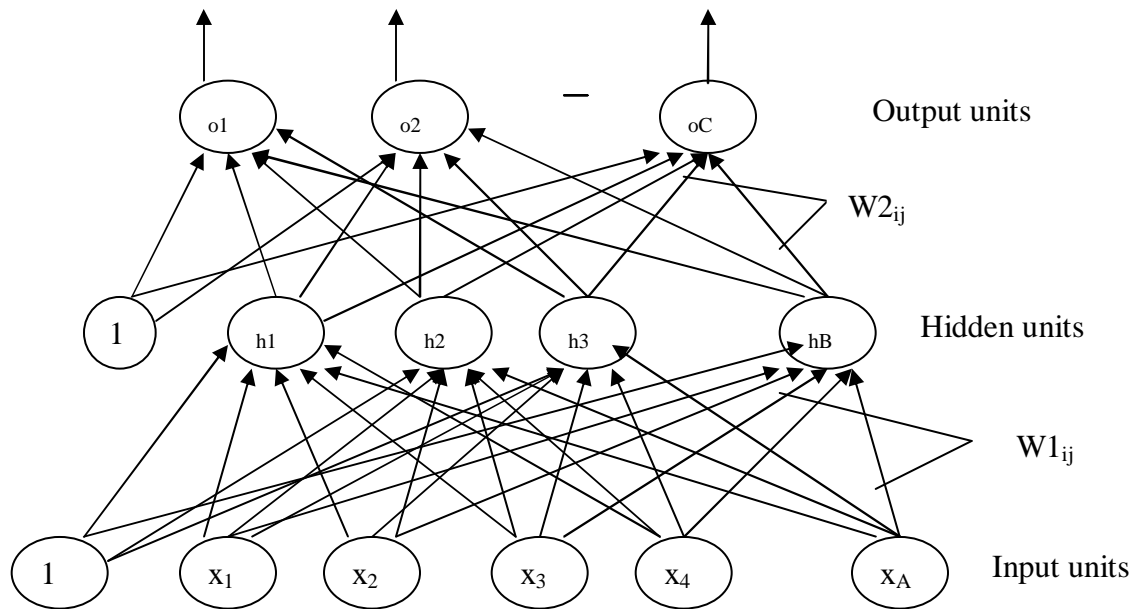 o1 o2 – oC Output units
W2ij
1 h1 h2 h3 hB Hidden units
W1ij
1 x1 x2 x3 x4 xA Input units